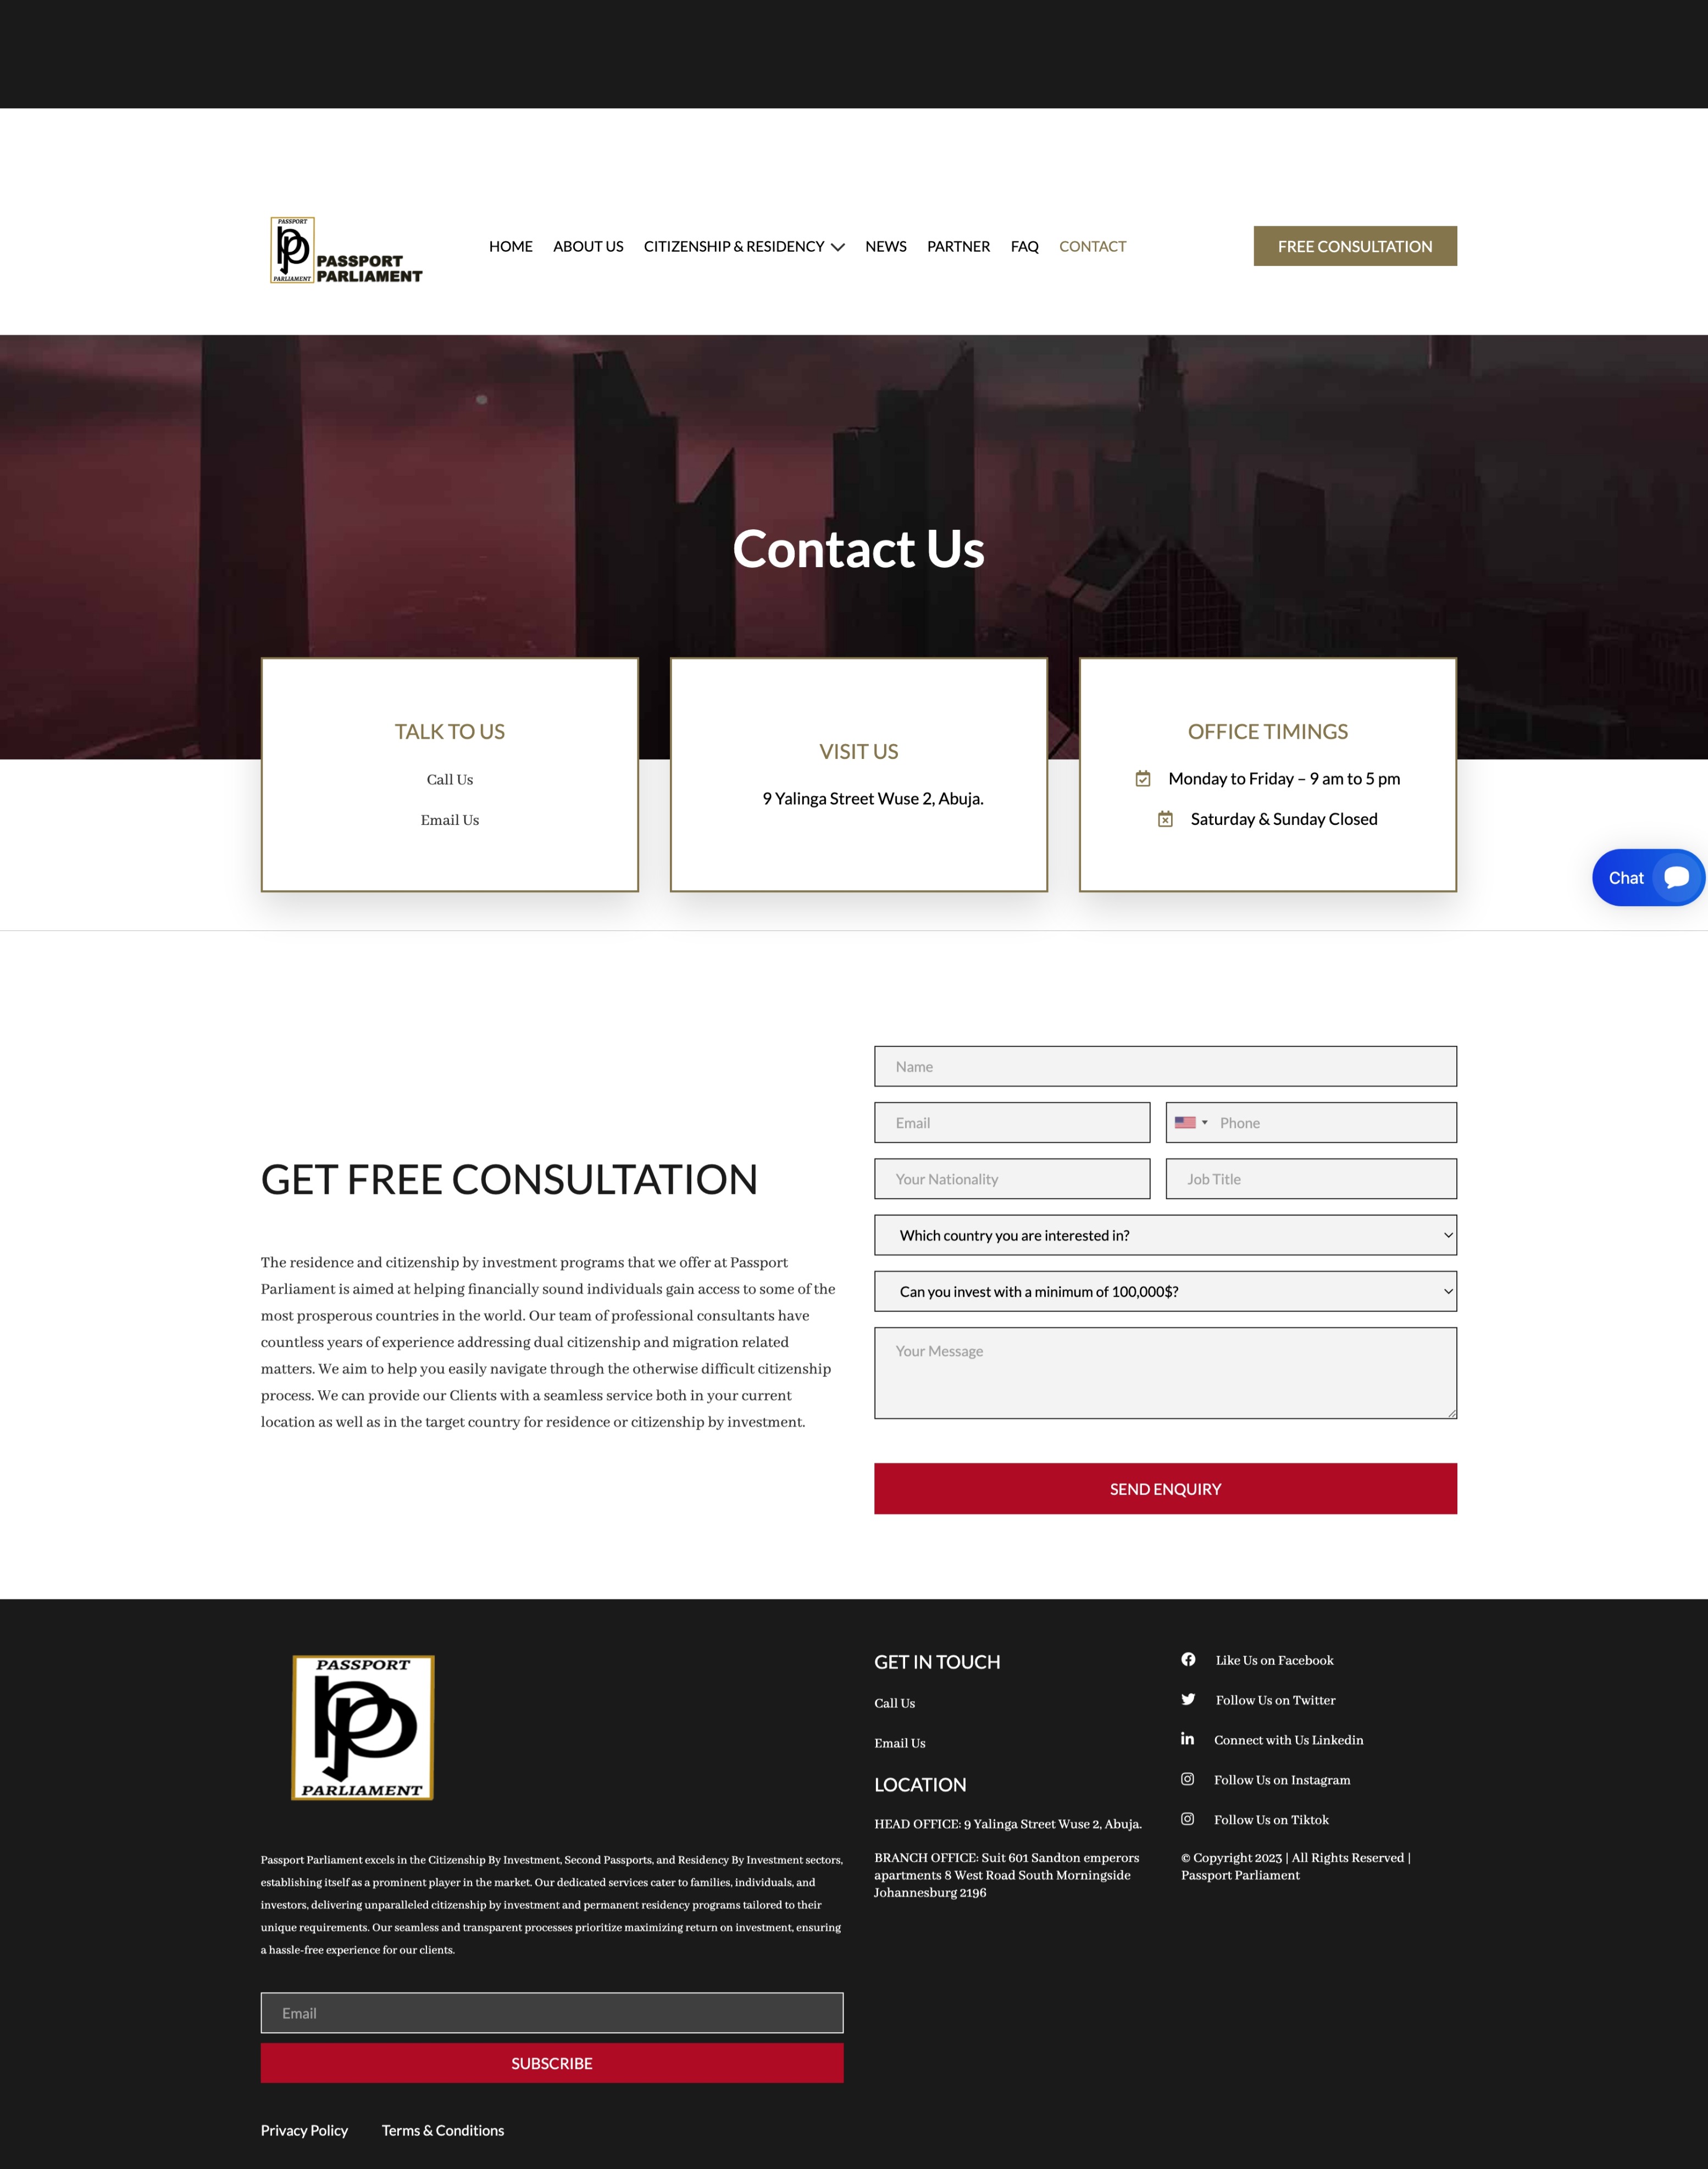 PASSPORT
PARLIAMENT
PASSPORT
PARLIAMENT
HOME
ABOUT US
CITIZENSHIP & RESIDENCY
NEWS
PARTNER
FAQ
CONTACT
FREE CONSULTATION
Contact Us
TALK TO US
Call Us
Email Us
VISIT US
9 Yalinga Street Wuse 2, Abuja.
OFFICE TIMINGS
Monday to Friday – 9 am to 5 pm
Saturday & Sunday Closed
Chat
GET FREE CONSULTATION
The residence and citizenship by investment programs that we offer at Passport
Parliament is aimed at helping financially sound individuals gain access to some of the
most prosperous countries in the world. Our team of professional consultants have
countless years of experience addressing dual citizenship and migration related
matters. We aim to help you easily navigate through the otherwise difficult citizenship
process. We can provide our Clients with a seamless service both in your current
location as well as in the target country for residence or citizenship by investment.
Name
Email
Phone
Your Nationality
Job Title
Which country you are interested in?
Can you invest with a minimum of 100,000$?
Your Message
SEND ENQUIRY
PASSPORT
PARLIAMENT
Passport Parliament excels in the Citizenship By Investment, Second Passports, and Residency By Investment sectors,
establishing itself as a prominent player in the market. Our dedicated services cater to families, individuals, and
investors, delivering unparalleled citizenship by investment and permanent residency programs tailored to their
unique requirements. Our seamless and transparent processes prioritize maximizing return on investment, ensuring
a hassle-free experience for our clients.
Email
SUBSCRIBE
Privacy Policy
Terms & Conditions
GET IN TOUCH
Call Us
Email Us
LOCATION
HEAD OFFICE: 9 Yalinga Street Wuse 2, Abuja.
BRANCH OFFICE: Suit 601 Sandton emperors
apartments 8 West Road South Morningside
Johannesburg 2196
Like Us on Facebook
Follow Us on Twitter
Connect with Us Linkedin
Follow Us on Instagram
Follow Us on Tiktok
© Copyright 2023 | All Rights Reserved |
Passport Parliament